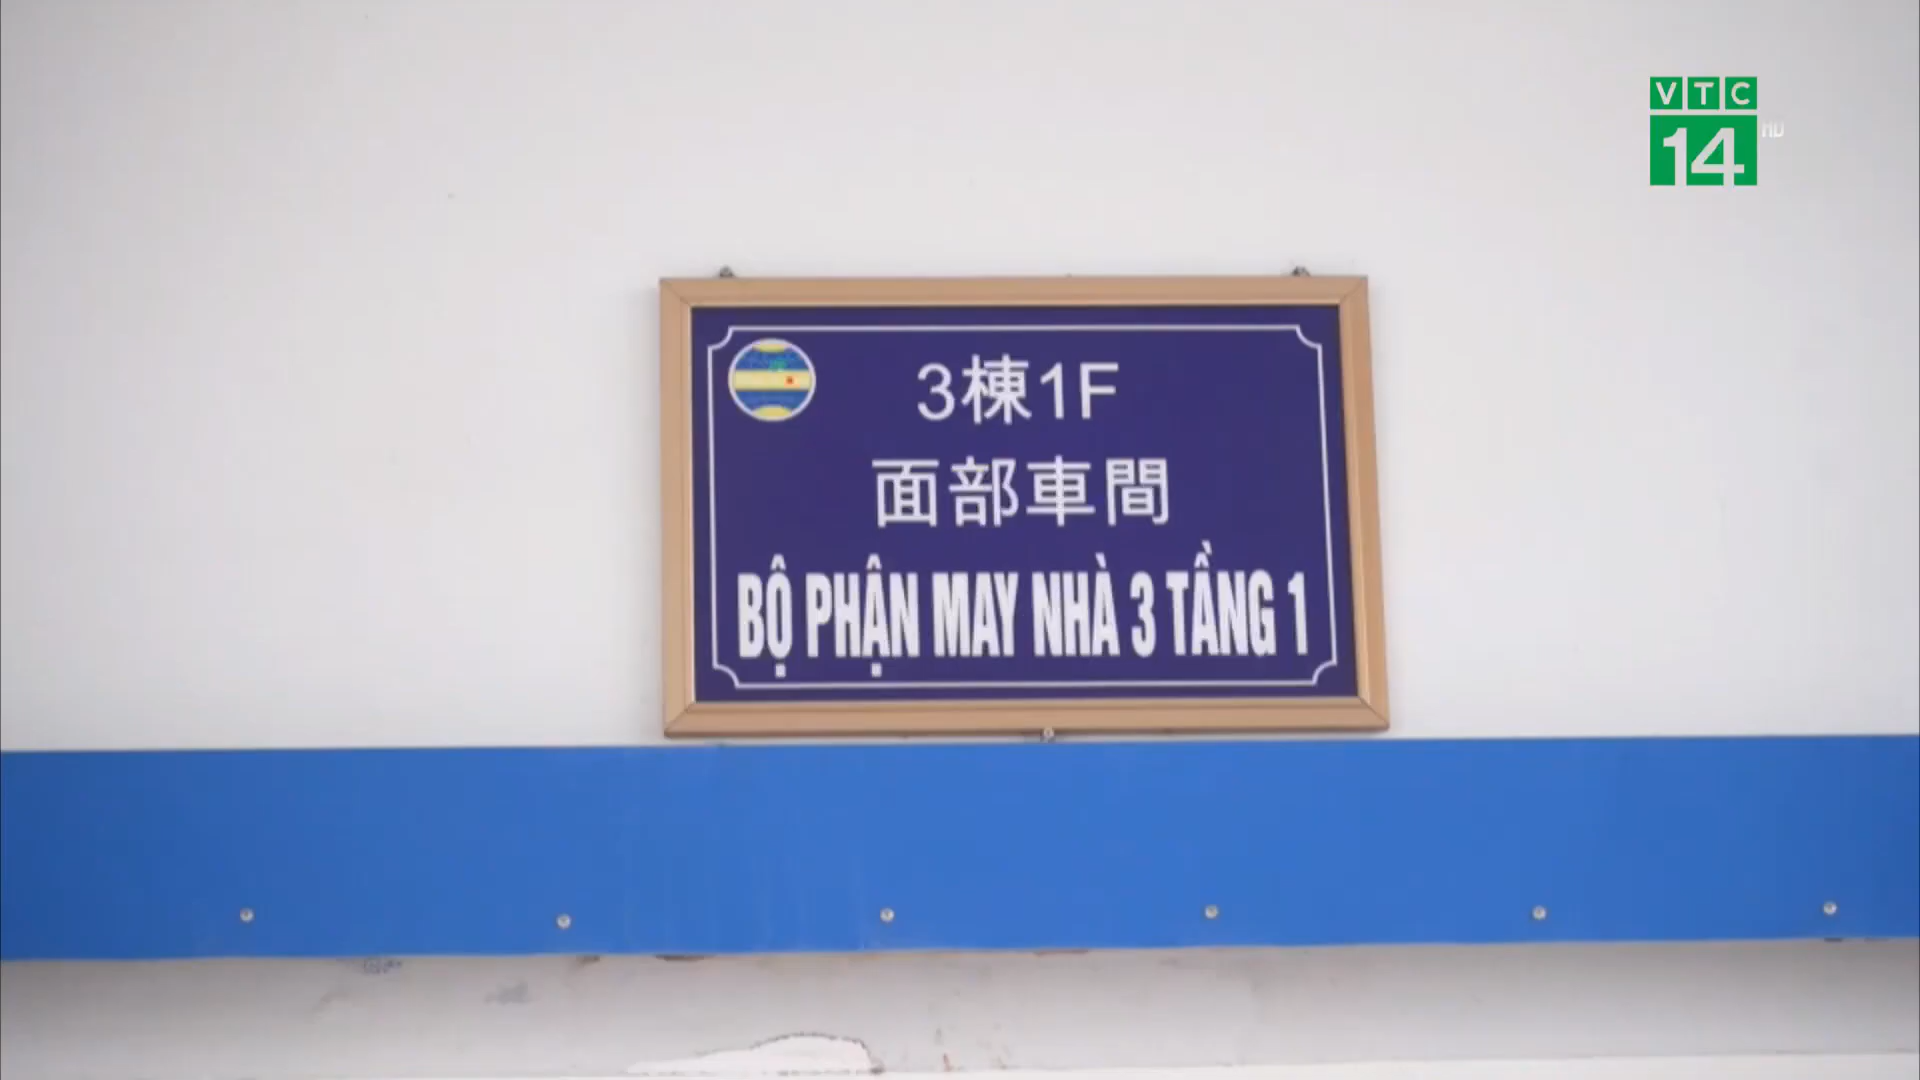 VTC
14 HD
3棟1F
面部車間
BỘ PHẬN MAY NHÀ 3 TẦNG 1